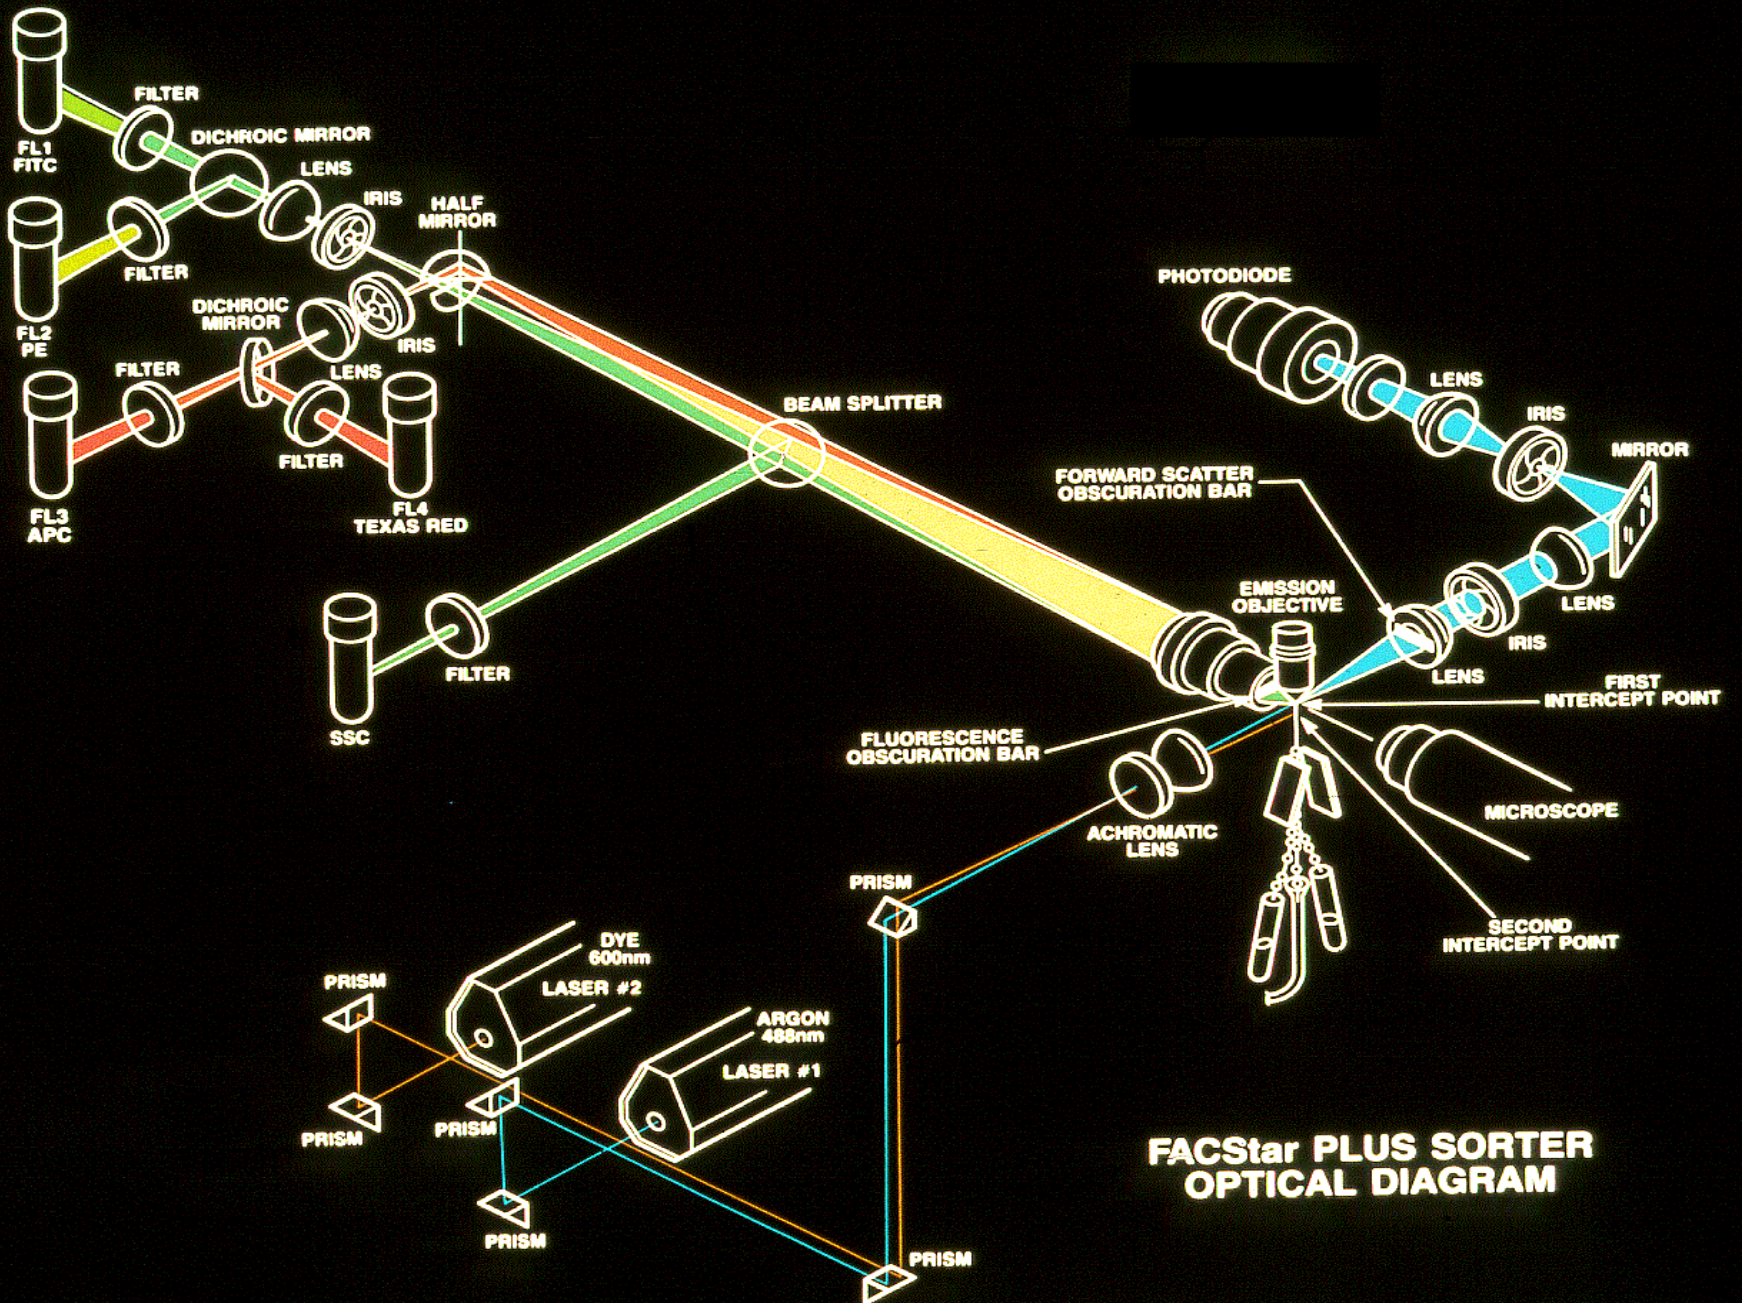 FILTER
DICHROIC MIRROR
FL1
FITC
LENS
IRIS
HALF
MIRROR
FILTER
FL2
PE
DICHROIC
MIRROR
IRIS
FILTER
LENS
FILTER
FL3
APC
FL4
TEXAS RED
BEAM SPLITTER
FILTER
SSC
PHOTODIODE
LENS
IRIS
MIRROR
FORWARD SCATTER
OBSCURATION BAR
EMISSION
OBJECTIVE
LENS
IRIS
LENS
FIRST
INTERCEPT POINT
FLUORESCENCE
OBSCURATION BAR
MICROSCOPE
ACHROMATIC
LENS
PRISM
SECOND
INTERCEPT POINT
DYE
600nm
LASER #2
PRISM
ARGON
488nm
LASER #1
PRISM
PRISM
PRISM
PRISM
FACStar PLUS SORTER
OPTICAL DIAGRAM